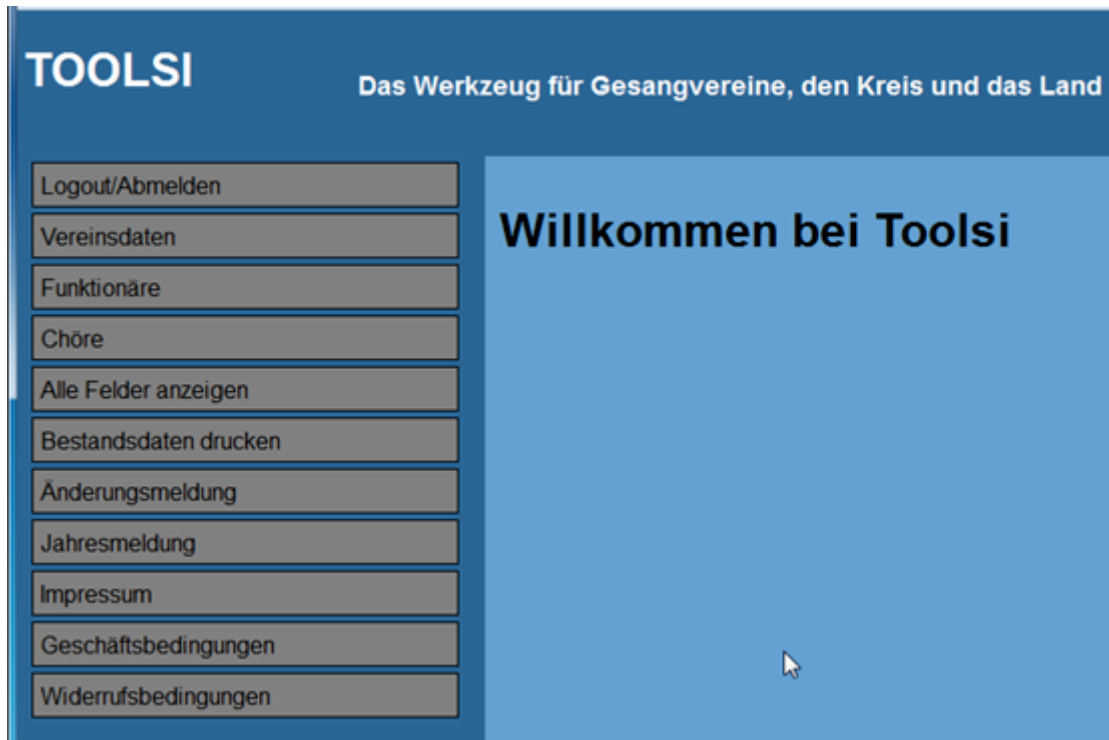 TOOLSI
Das Werkzeug für Gesangvereine, den Kreis und das Land
Logout/Abmelden
Vereinsdaten
Funktionäre
Chöre
Alle Felder anzeigen
Bestandsdaten drucken
Änderungsmeldung
Jahresmeldung
Impressum
Geschäftsbedingungen
Widerrufsbedingungen
Willkommen bei Toolsi